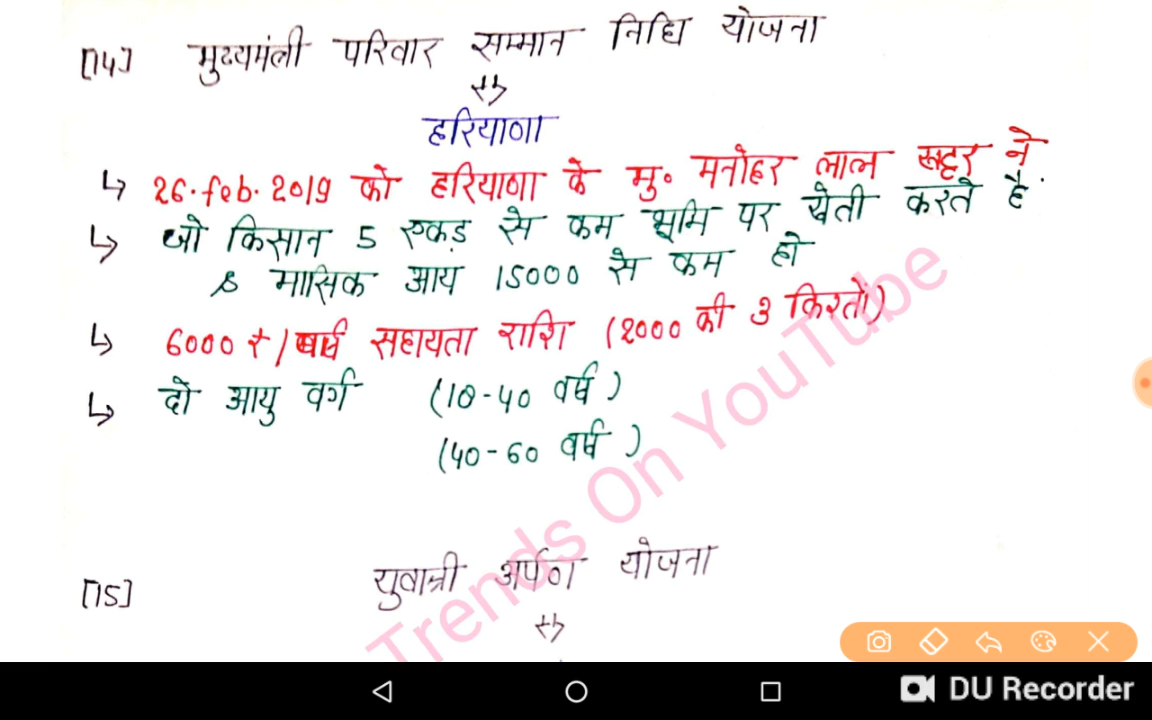 [14] मुख्यमंत्री परिवार सम्मान निधि योजना
हरियाणा
↳ 26.feb.2019 को हरियाणा के मु॰ मनोहर लाल खट्टर ने
↳ जो किसान 5 एकड़ से कम भूमि पर खेती करते है.
& मासिक आय 15000 से कम हो
↳ 6000 ₹/वर्ष सहायता राशि (2000 की 3 किस्तों)
↳ दो आयु वर्ग (18-40 वर्ष)
(40-60 वर्ष)
[15] युवाश्री अर्पण योजना
Trends On YouTube
DU Recorder